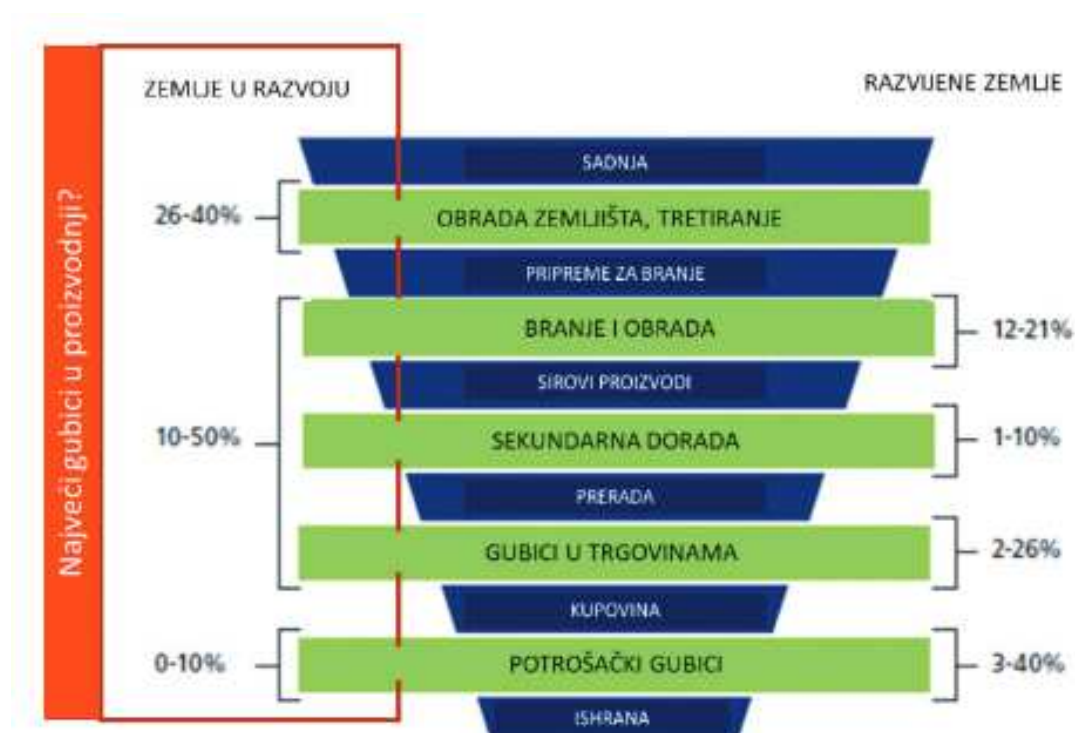 Najveći gubici u proizvodnji?
ZEMLJE U RAZVOJU
RAZVIJENE ZEMLJE
SADNJA
26-40%
OBRADA ZEMLJIŠTA, TRETIRANJE
PRIPREME ZA BRANJE
BRANJE I OBRADA
12-21%
SIROVI PROIZVODI
10-50%
SEKUNDARNA DORADA
1-10%
PRERADA
GUBICI U TRGOVINAMA
2-26%
KUPOVINA
0-10%
POTROŠAČKI GUBICI
3-40%
ISHRANA